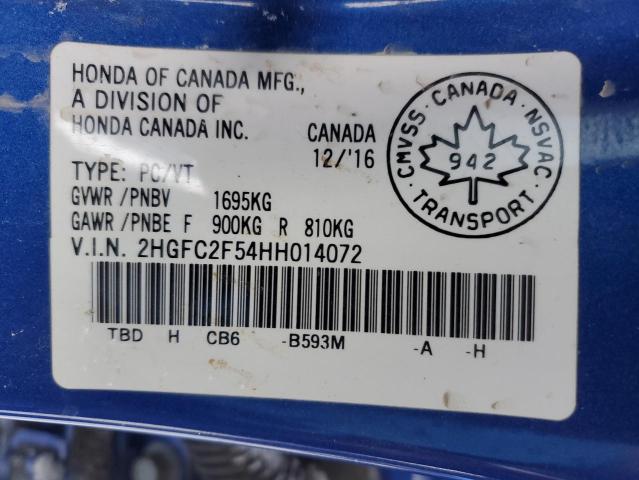 HONDA OF CANADA MFG.,
A DIVISION OF
HONDA CANADA INC.
CANADA
12/'16
TYPE: PC/VT
GVWR /PNBV 1695KG
GAWR /PNBE F 900KG R 810KG
V.I.N. 2HGFC2F54HH014072
TBD H CB6 -B593M -A -H
CMVSS · CANADA · NSVAC
942
TRANSPORT